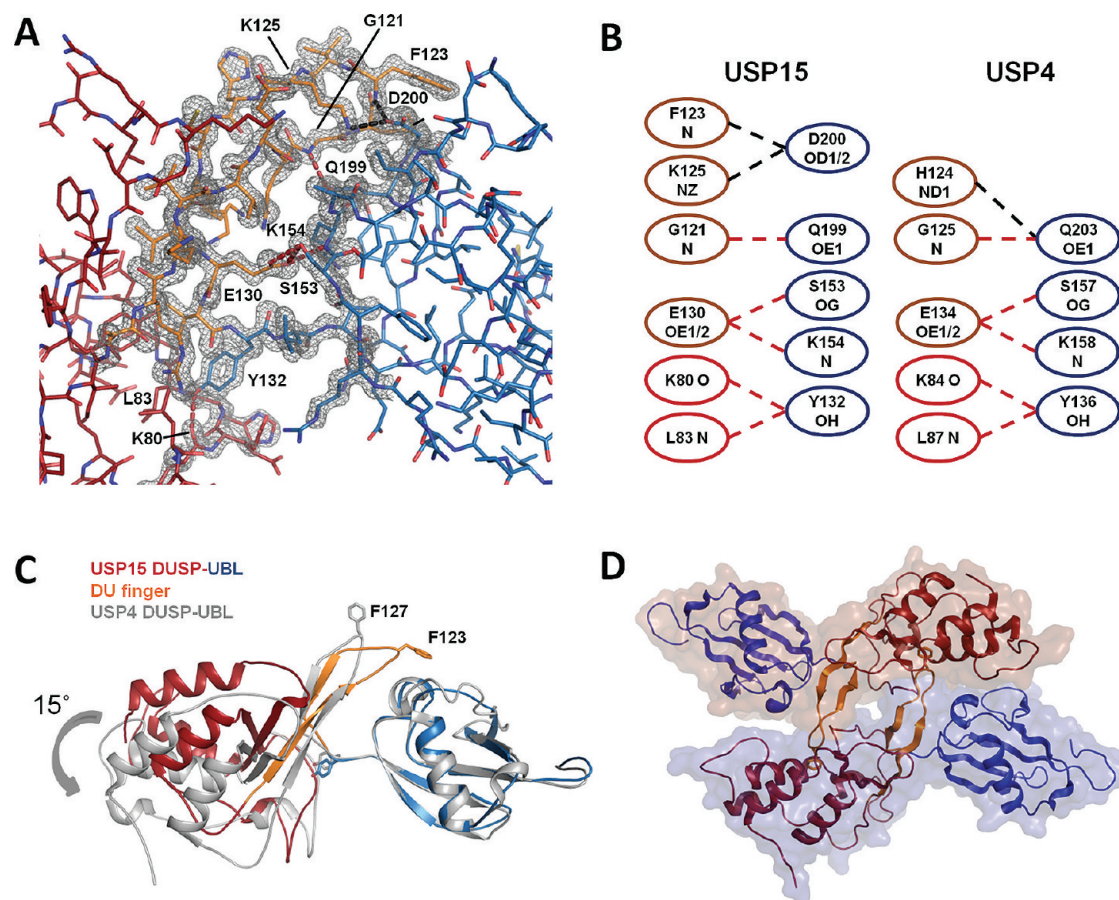 A
K125
G121
F123
D200
Q199
K154
E130
S153
Y132
L83
K80
B
USP15
USP4
F123
N
K125
NZ
G121
N
E130
OE1/2
K80 O
L83 N
D200
OD1/2
Q199
OE1
S153
OG
K154
N
Y132
OH
H124
ND1
G125
N
E134
OE1/2
K84 O
L87 N
Q203
OE1
S157
OG
K158
N
Y136
OH
C
USP15 DUSP-UBL
DU finger
USP4 DUSP-UBL
F127
F123
15°
D